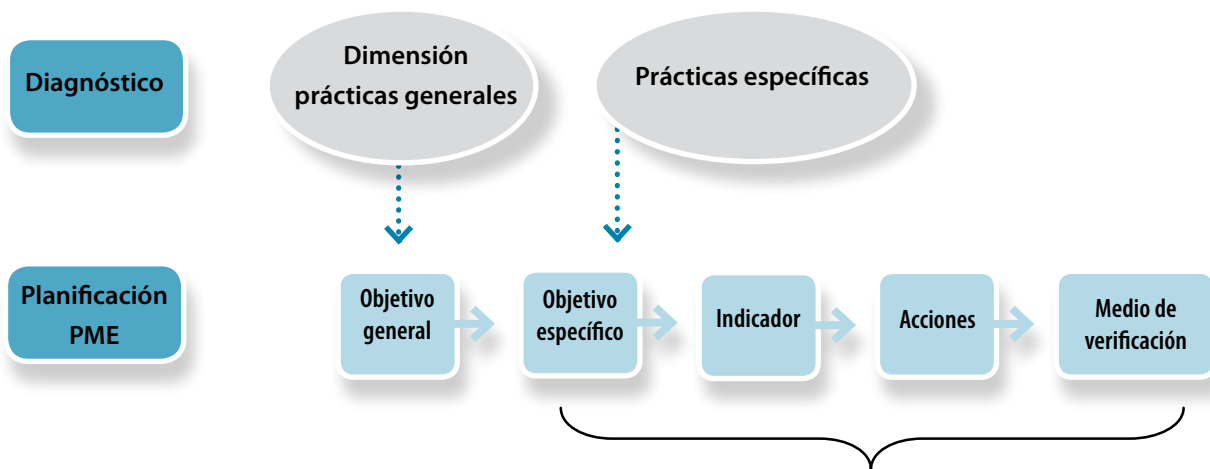 Diagnóstico
Dimensión
prácticas generales
Prácticas específicas
Planificación
PME
Objetivo
general
Objetivo
específico
Indicador
Acciones
Medio de
verificación